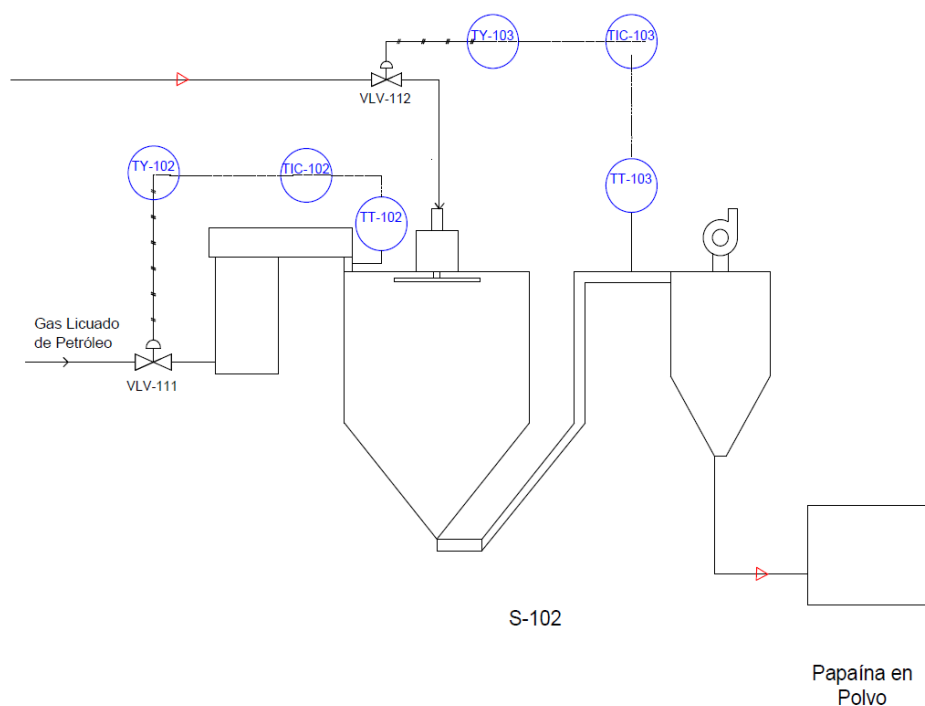 TY-103
TIC-103
VLV-112
TY-102
TIC-102
TT-103
TT-102
Gas Licuado
de Petróleo
VLV-111
S-102
Papaína en
Polvo